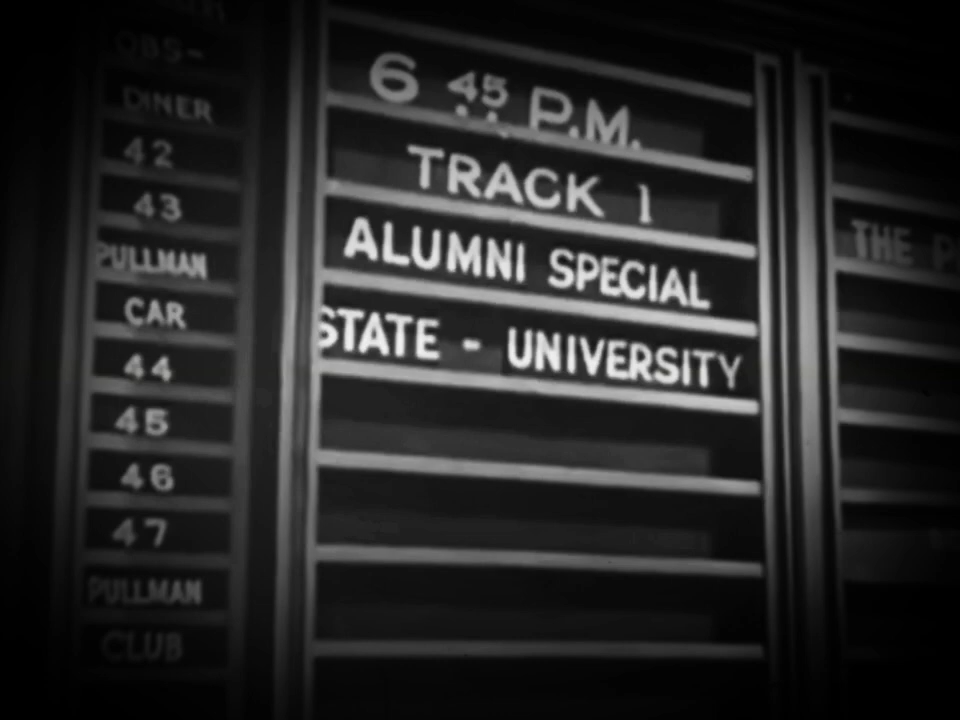 OBS-
DINER
42
43
PULLMAN
CAR
44
45
46
47
PULLMAN
CLUB
6 45 P.M.
TRACK 1
ALUMNI SPECIAL
STATE - UNIVERSITY
THE